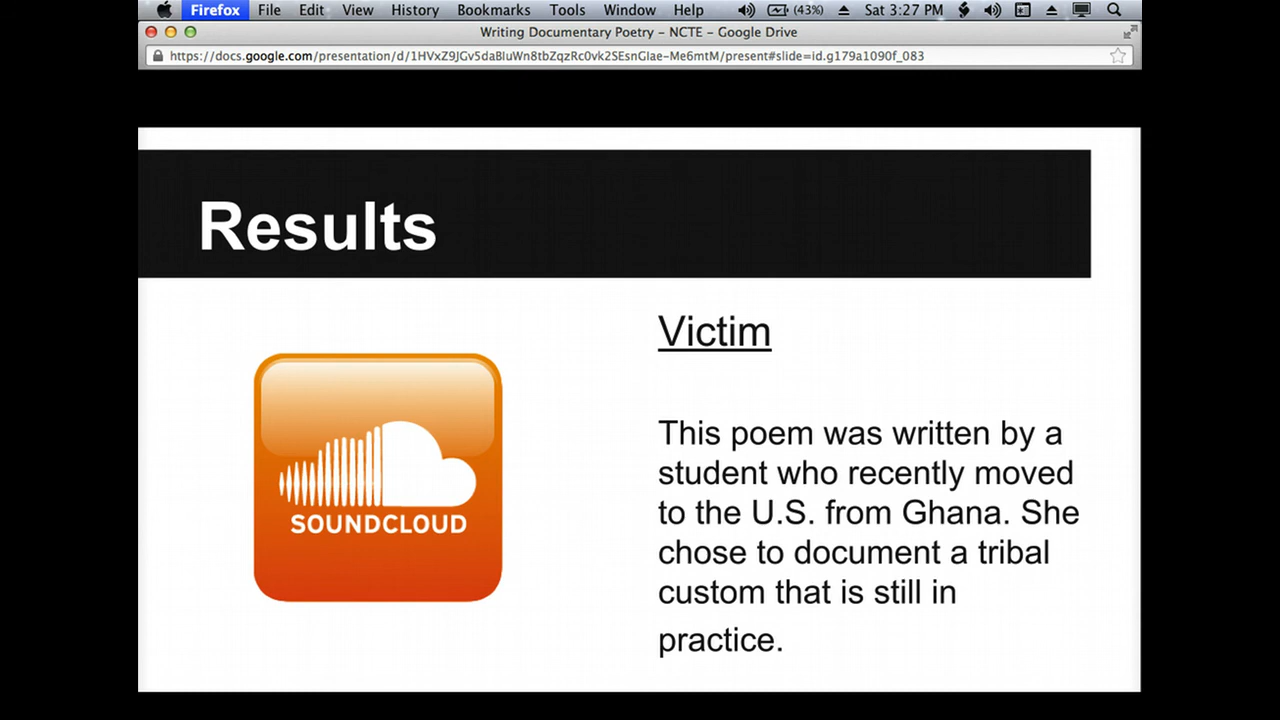 Firefox File Edit View History Bookmarks Tools Window Help (43%) Sat 3:27 PM
Writing Documentary Poetry – NCTE – Google Drive
https://docs.google.com/presentation/d/1HVxZ9JGv5daBluWn8tbZqzRc0vk2SEsnGlae-Me6mtM/present#slide=id.g179a1090f_083
Results
Victim
SOUNDCLOUD
This poem was written by a
student who recently moved
to the U.S. from Ghana. She
chose to document a tribal
custom that is still in
practice.